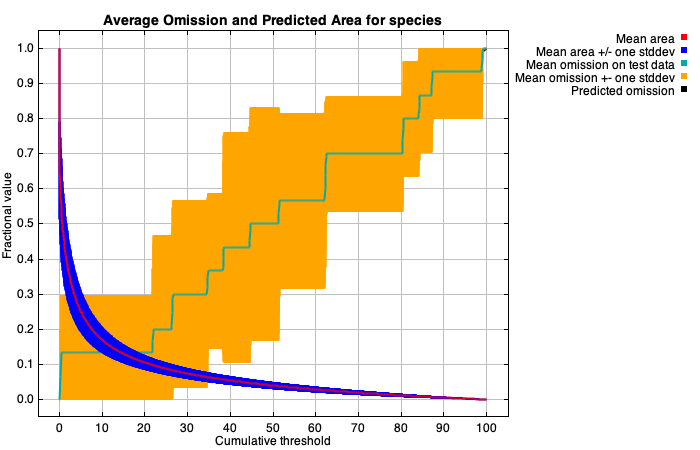 Average Omission and Predicted Area for species
Mean area
Mean area +/- one stddev
Mean omission on test data
Mean omission +- one stddev
Predicted omission
Fractional value
1.0
0.9
0.8
0.7
0.6
0.5
0.4
0.3
0.2
0.1
0.0
0 10 20 30 40 50 60 70 80 90 100
Cumulative threshold